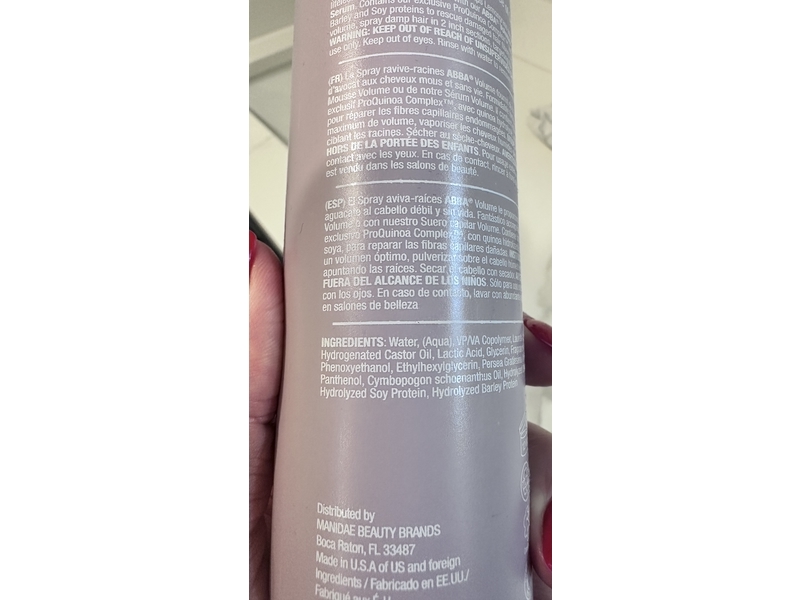 Serum. Contains our exclusive ProQuinoa
Barley and Soy proteins to rescue damaged
volume, spray damp hair in 2 inch sections.
WARNING: KEEP OUT OF REACH OF
use only. Keep out of eyes. Rinse with water
(FR) Le Spray ravive-racines ABBA® Volume
d'avocat aux cheveux mous et sans vie.
Mousse Volume ou de notre Sérum Volume. Il
exclusif ProQuinoa Complex™, avec quinoa
pour réparer les fibres capillaires endommagées
maximum de volume, vaporiser les cheveux
ciblant les racines. Sécher au sèche-cheveux.
HORS DE LA PORTÉE DES ENFANTS. Pour
contact avec les yeux. En cas de contact, rincer
est vendu dans les salons de beauté.
(ESP) El Spray aviva-raíces ABBA® Volume le
aguacate al cabello débil y sin vida. Fantástico
Volume o con nuestro Suero capilar Volume.
exclusivo ProQuinoa Complex™, con quinoa
soya, para reparar las fibras capilares dañadas
un volumen óptimo, pulverizar sobre el cabello
apuntando las raíces. Secar el cabello con
FUERA DEL ALCANCE DE LOS NIÑOS. Sólo para
con los ojos. En caso de contacto, lavar con
en salones de belleza
INGREDIENTS: Water, (Aqua), VP/VA Copolymer,
Hydrogenated Castor Oil, Lactic Acid, Glycerin,
Phenoxyethanol, Ethylhexylglycerin, Persea
Panthenol, Cymbopogon schoenanthus Oil,
Hydrolyzed Soy Protein, Hydrolyzed Barley Protein
Distributed by
MANIDAE BEAUTY BRANDS
Boca Raton, FL 33487
Made in U.S.A of US and foreign
Ingredients / Fabricado en EE.UU./
Fabriqué aux